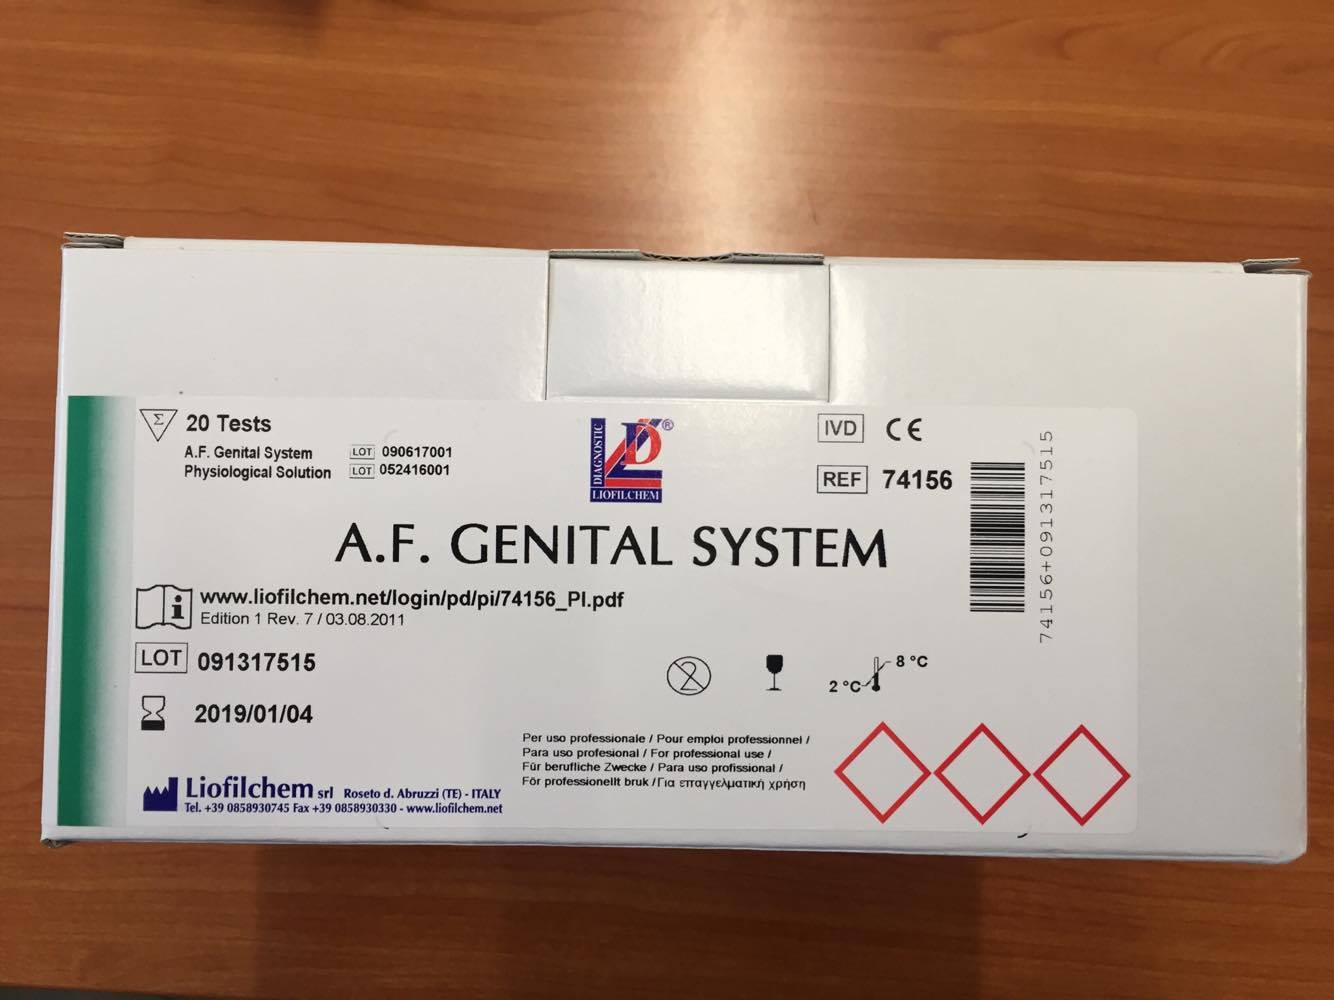 Σ 20 Tests
A.F. Genital System LOT 090617001
Physiological Solution LOT 052416001
DIAGNOSTIC
LD®
LIOFILCHEM
IVD CE
REF 74156
74156+091317515
A.F. GENITAL SYSTEM
i www.liofilchem.net/login/pd/pi/74156_PI.pdf
Edition 1 Rev. 7 / 03.08.2011
LOT 091317515
2
2 °C 8 °C
2019/01/04
Per uso professionale / Pour emploi professionnel /
Para uso profesional / For professional use /
Für berufliche Zwecke / Para uso profissional /
För professionellt bruk / Για επαγγελματική χρήση
Liofilchem srl Roseto d. Abruzzi (TE) - ITALY
Tel. +39 0858930745 Fax +39 0858930330 - www.liofilchem.net